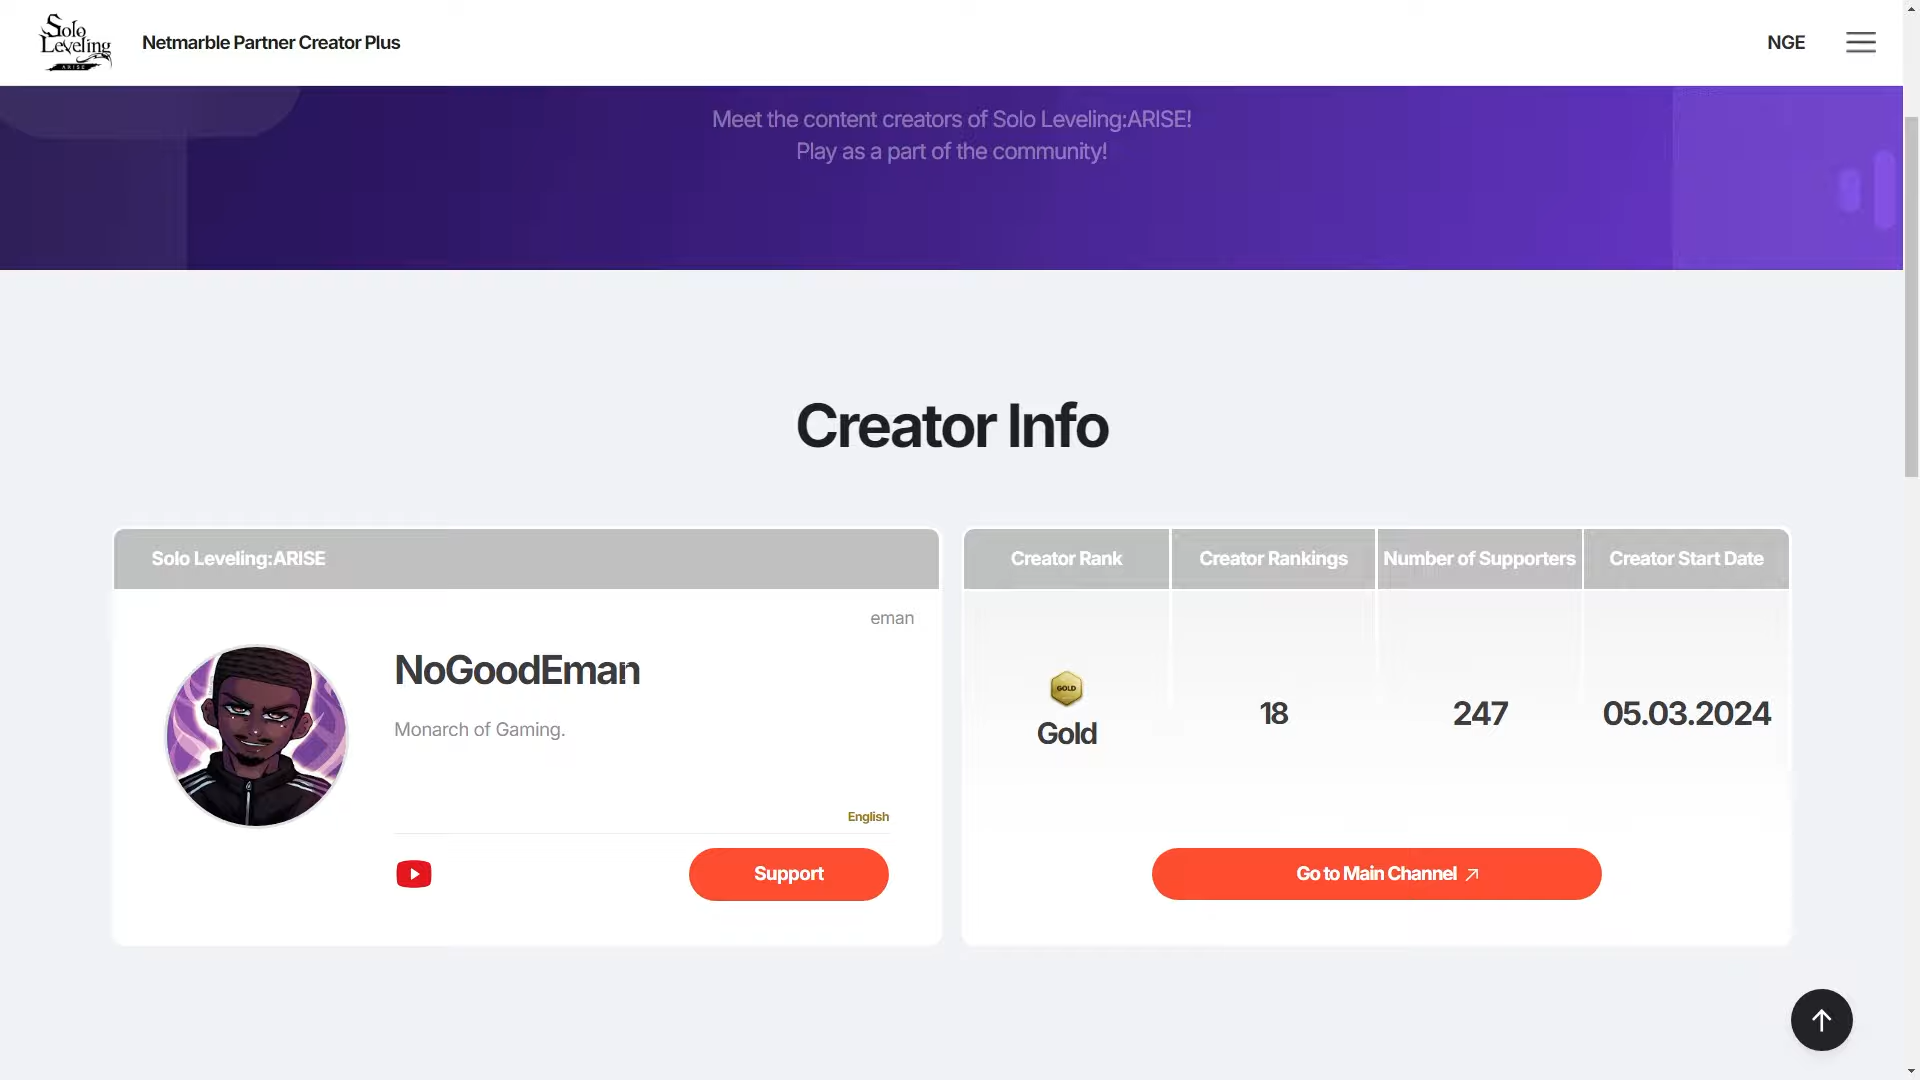 Solo
Leveling
ARISE
Netmarble Partner Creator Plus
NGE
Meet the content creators of Solo Leveling:ARISE!
Play as a part of the community!
Creator Info
Solo Leveling:ARISE
eman
NoGoodEman
Monarch of Gaming.
English
Support
Creator Rank
Creator Rankings
Number of Supporters
Creator Start Date
GOLD
Gold
18
247
05.03.2024
Go to Main Channel